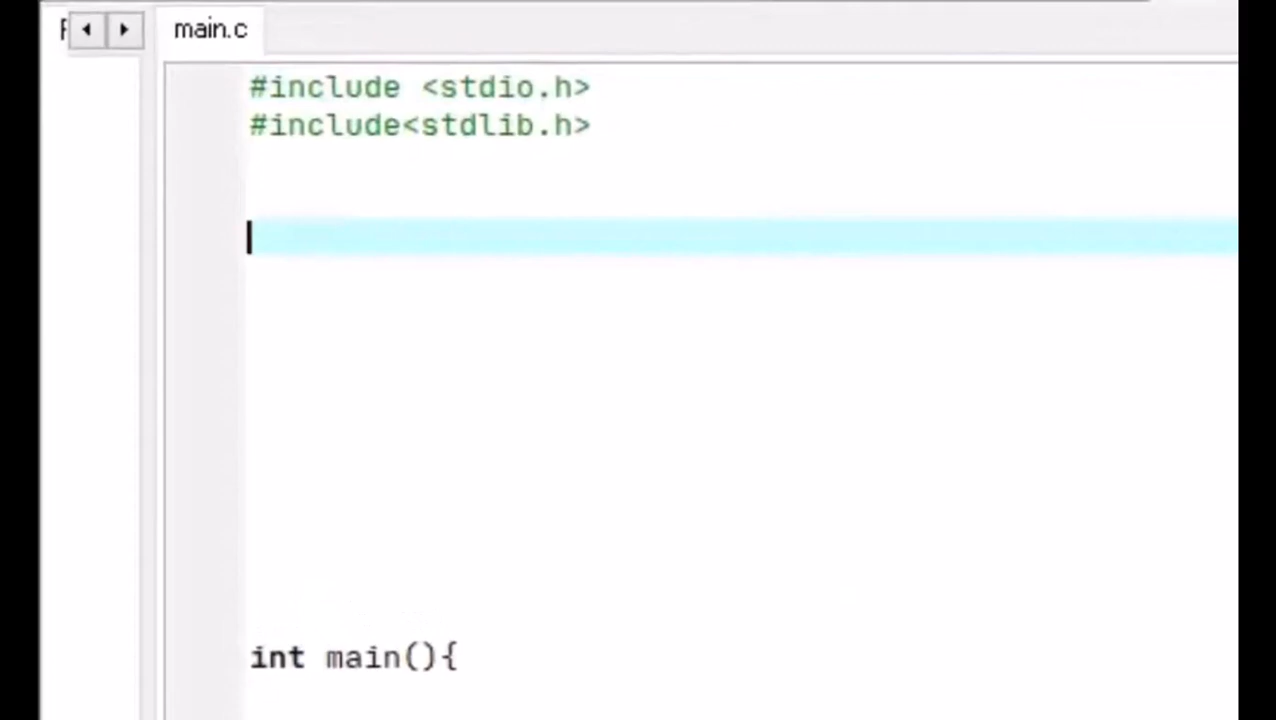 main.c
#include <stdio.h>
#include<stdlib.h>
int main(){